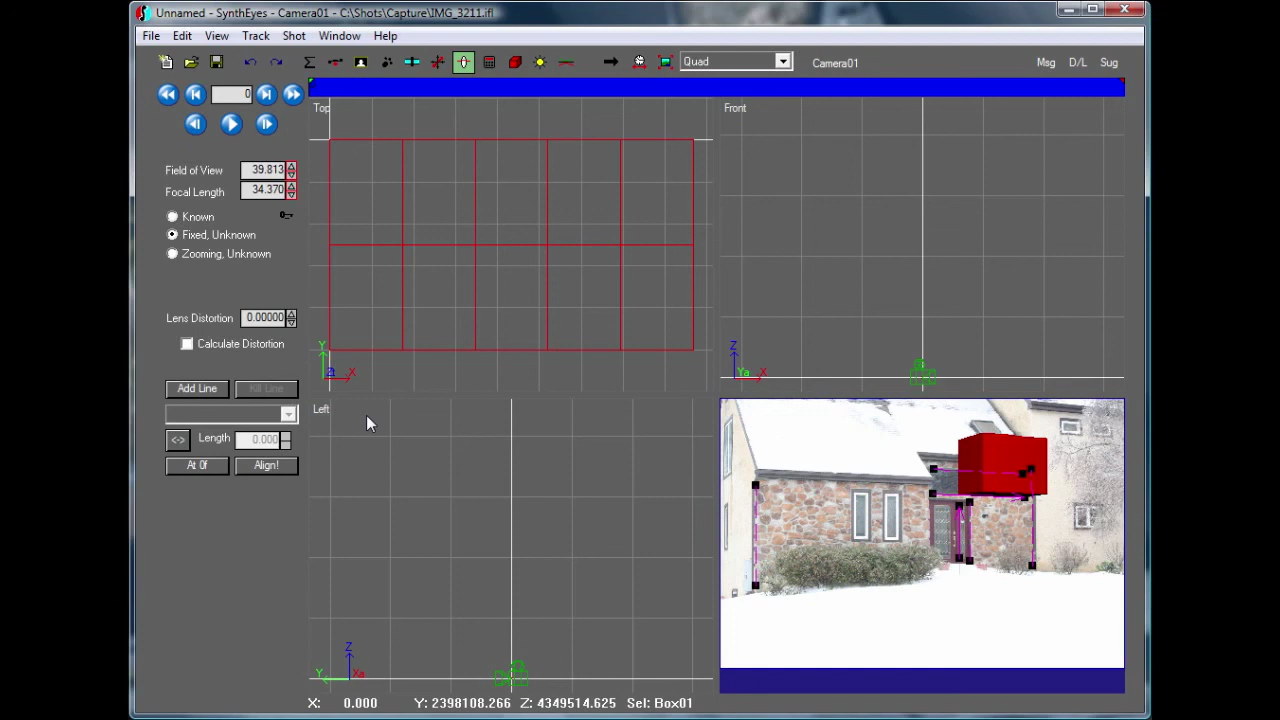 Unnamed - SynthEyes - Camera01 - C:\Shots\Capture\IMG_3211.ifl
File Edit View Track Shot Window Help
Quad Camera01 Msg D/L Sug
0
Top
Front
Field of View 39.813
Focal Length 34.370
Known
Fixed, Unknown
Zooming, Unknown
Lens Distortion 0.00000
Calculate Distortion
Y
X
Z
Ya X
Add Line Kill Line
Left
<-> Length 0.000
At 0f Align!
Z
Y Xa
X: 0.000 Y: 2398108.266 Z: 4349514.625 Sel: Box01